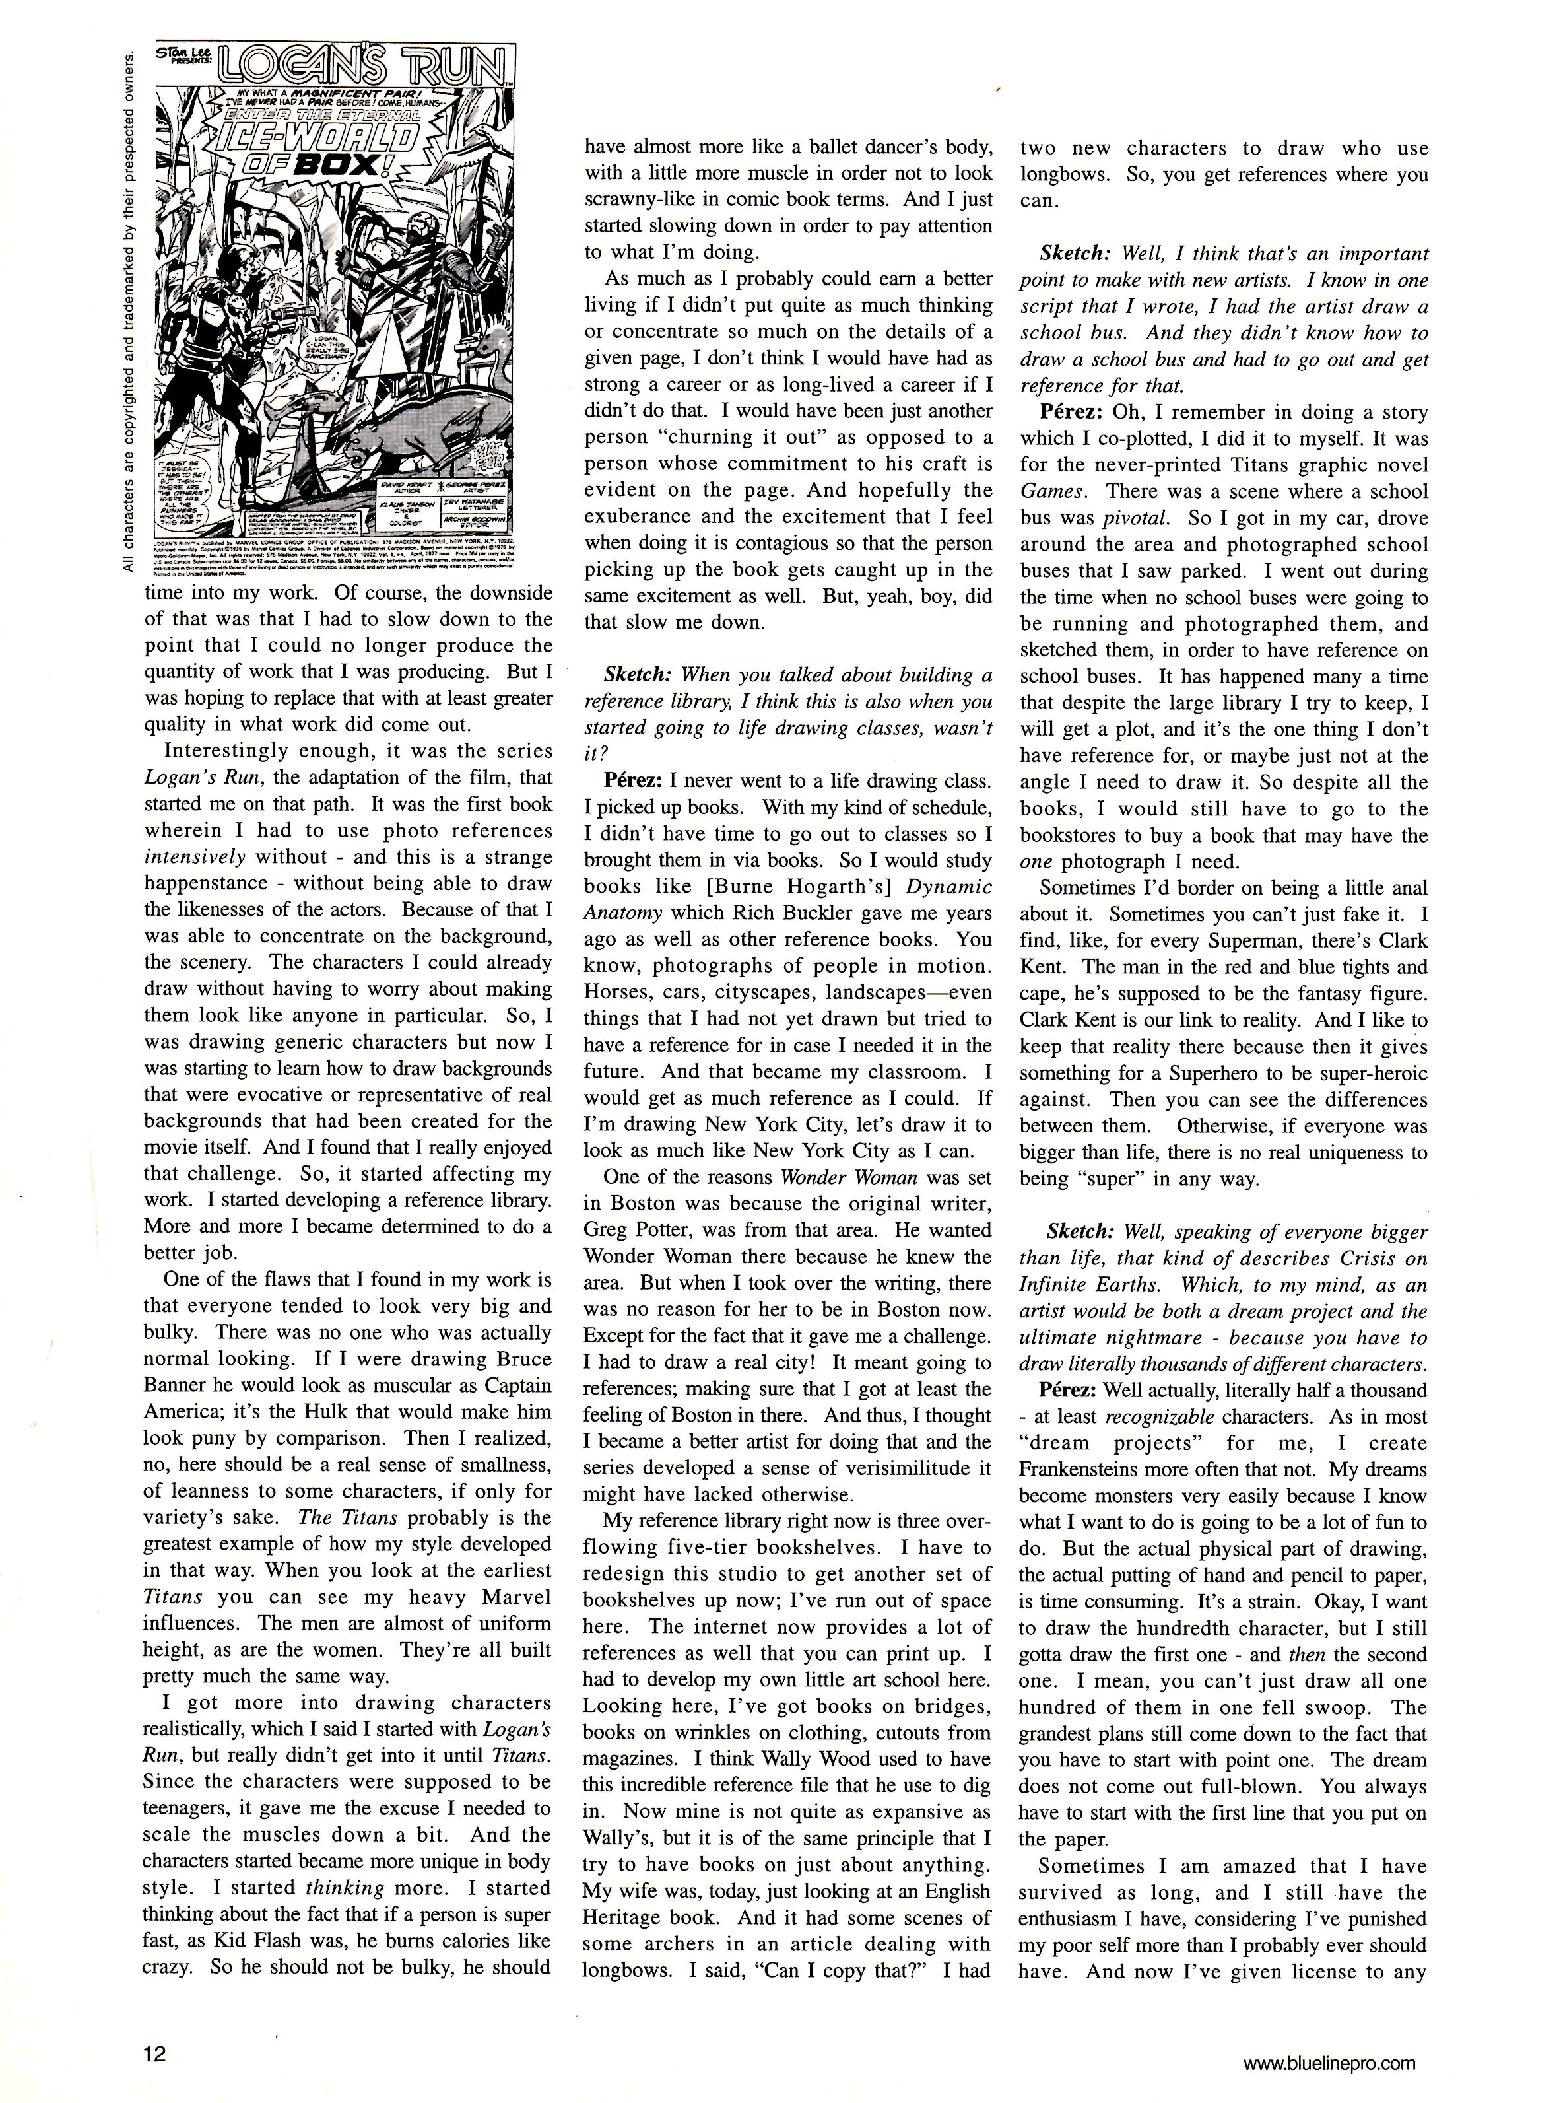 All characters are copyrighted and trademarked by their prespected owners.
STan Lee
PRESENTS:
LOGAN'S RUN
MY WHAT A MAGNIFICENT PAIR!
I'VE NEVER HAD A PAIR BEFORE! COME, HUMANS-
ENTER THE ETERNAL
ICE-WORLD
OF BOX!
LOGAN,
C-CAN THIS
REALLY B-BE
SANCTUARY?
DAVID KRAFT
AUTHOR
GEORGE PEREZ
ARTIST
KLAUS JANSON
INKER &
COLORIST
IRV WATANABE
LETTERER
ARCHIE GOODWIN
EDITOR
time into my work. Of course, the downside
of that was that I had to slow down to the
point that I could no longer produce the
quantity of work that I was producing. But I
was hoping to replace that with at least greater
quality in what work did come out.
Interestingly enough, it was the series
Logan's Run, the adaptation of the film, that
started me on that path. It was the first book
wherein I had to use photo references
intensively without - and this is a strange
happenstance - without being able to draw
the likenesses of the actors. Because of that I
was able to concentrate on the background,
the scenery. The characters I could already
draw without having to worry about making
them look like anyone in particular. So, I
was drawing generic characters but now I
was starting to learn how to draw backgrounds
that were evocative or representative of real
backgrounds that had been created for the
movie itself. And I found that I really enjoyed
that challenge. So, it started affecting my
work. I started developing a reference library.
More and more I became determined to do a
better job.
One of the flaws that I found in my work is
that everyone tended to look very big and
bulky. There was no one who was actually
normal looking. If I were drawing Bruce
Banner he would look as muscular as Captain
America; it's the Hulk that would make him
look puny by comparison. Then I realized,
no, here should be a real sense of smallness,
of leanness to some characters, if only for
variety's sake. The Titans probably is the
greatest example of how my style developed
in that way. When you look at the earliest
Titans you can see my heavy Marvel
influences. The men are almost of uniform
height, as are the women. They're all built
pretty much the same way.
I got more into drawing characters
realistically, which I said I started with Logan's
Run, but really didn't get into it until Titans.
Since the characters were supposed to be
teenagers, it gave me the excuse I needed to
scale the muscles down a bit. And the
characters started became more unique in body
style. I started thinking more. I started
thinking about the fact that if a person is super
fast, as Kid Flash was, he burns calories like
crazy. So he should not be bulky, he should
have almost more like a ballet dancer's body,
with a little more muscle in order not to look
scrawny-like in comic book terms. And I just
started slowing down in order to pay attention
to what I'm doing.
As much as I probably could earn a better
living if I didn't put quite as much thinking
or concentrate so much on the details of a
given page, I don't think I would have had as
strong a career or as long-lived a career if I
didn't do that. I would have been just another
person “churning it out” as opposed to a
person whose commitment to his craft is
evident on the page. And hopefully the
exuberance and the excitement that I feel
when doing it is contagious so that the person
picking up the book gets caught up in the
same excitement as well. But, yeah, boy, did
that slow me down.
Sketch: When you talked about building a
reference library, I think this is also when you
started going to life drawing classes, wasn't
it?
Pérez: I never went to a life drawing class.
I picked up books. With my kind of schedule,
I didn't have time to go out to classes so I
brought them in via books. So I would study
books like [Burne Hogarth's] Dynamic
Anatomy which Rich Buckler gave me years
ago as well as other reference books. You
know, photographs of people in motion.
Horses, cars, cityscapes, landscapes—even
things that I had not yet drawn but tried to
have a reference for in case I needed it in the
future. And that became my classroom. I
would get as much reference as I could. If
I'm drawing New York City, let's draw it to
look as much like New York City as I can.
One of the reasons Wonder Woman was set
in Boston was because the original writer,
Greg Potter, was from that area. He wanted
Wonder Woman there because he knew the
area. But when I took over the writing, there
was no reason for her to be in Boston now.
Except for the fact that it gave me a challenge.
I had to draw a real city! It meant going to
references; making sure that I got at least the
feeling of Boston in there. And thus, I thought
I became a better artist for doing that and the
series developed a sense of verisimilitude it
might have lacked otherwise.
My reference library right now is three over-
flowing five-tier bookshelves. I have to
redesign this studio to get another set of
bookshelves up now; I've run out of space
here. The internet now provides a lot of
references as well that you can print up. I
had to develop my own little art school here.
Looking here, I've got books on bridges,
books on wrinkles on clothing, cutouts from
magazines. I think Wally Wood used to have
this incredible reference file that he use to dig
in. Now mine is not quite as expansive as
Wally's, but it is of the same principle that I
try to have books on just about anything.
My wife was, today, just looking at an English
Heritage book. And it had some scenes of
some archers in an article dealing with
longbows. I said, “Can I copy that?” I had
two new characters to draw who use
longbows. So, you get references where you
can.
Sketch: Well, I think that's an important
point to make with new artists. I know in one
script that I wrote, I had the artist draw a
school bus. And they didn't know how to
draw a school bus and had to go out and get
reference for that.
Pérez: Oh, I remember in doing a story
which I co-plotted, I did it to myself. It was
for the never-printed Titans graphic novel
Games. There was a scene where a school
bus was pivotal. So I got in my car, drove
around the area and photographed school
buses that I saw parked. I went out during
the time when no school buses were going to
be running and photographed them, and
sketched them, in order to have reference on
school buses. It has happened many a time
that despite the large library I try to keep, I
will get a plot, and it's the one thing I don't
have reference for, or maybe just not at the
angle I need to draw it. So despite all the
books, I would still have to go to the
bookstores to buy a book that may have the
one photograph I need.
Sometimes I'd border on being a little anal
about it. Sometimes you can't just fake it. I
find, like, for every Superman, there's Clark
Kent. The man in the red and blue tights and
cape, he's supposed to be the fantasy figure.
Clark Kent is our link to reality. And I like to
keep that reality there because then it gives
something for a Superhero to be super-heroic
against. Then you can see the differences
between them. Otherwise, if everyone was
bigger than life, there is no real uniqueness to
being “super” in any way.
Sketch: Well, speaking of everyone bigger
than life, that kind of describes Crisis on
Infinite Earths. Which, to my mind, as an
artist would be both a dream project and the
ultimate nightmare - because you have to
draw literally thousands of different characters.
Pérez: Well actually, literally half a thousand
- at least recognizable characters. As in most
“dream projects” for me, I create
Frankensteins more often that not. My dreams
become monsters very easily because I know
what I want to do is going to be a lot of fun to
do. But the actual physical part of drawing,
the actual putting of hand and pencil to paper,
is time consuming. It's a strain. Okay, I want
to draw the hundredth character, but I still
gotta draw the first one - and then the second
one. I mean, you can't just draw all one
hundred of them in one fell swoop. The
grandest plans still come down to the fact that
you have to start with point one. The dream
does not come out full-blown. You always
have to start with the first line that you put on
the paper.
Sometimes I am amazed that I have
survived as long, and I still have the
enthusiasm I have, considering I've punished
my poor self more than I probably ever should
have. And now I've given license to any
12
www.bluelinepro.com